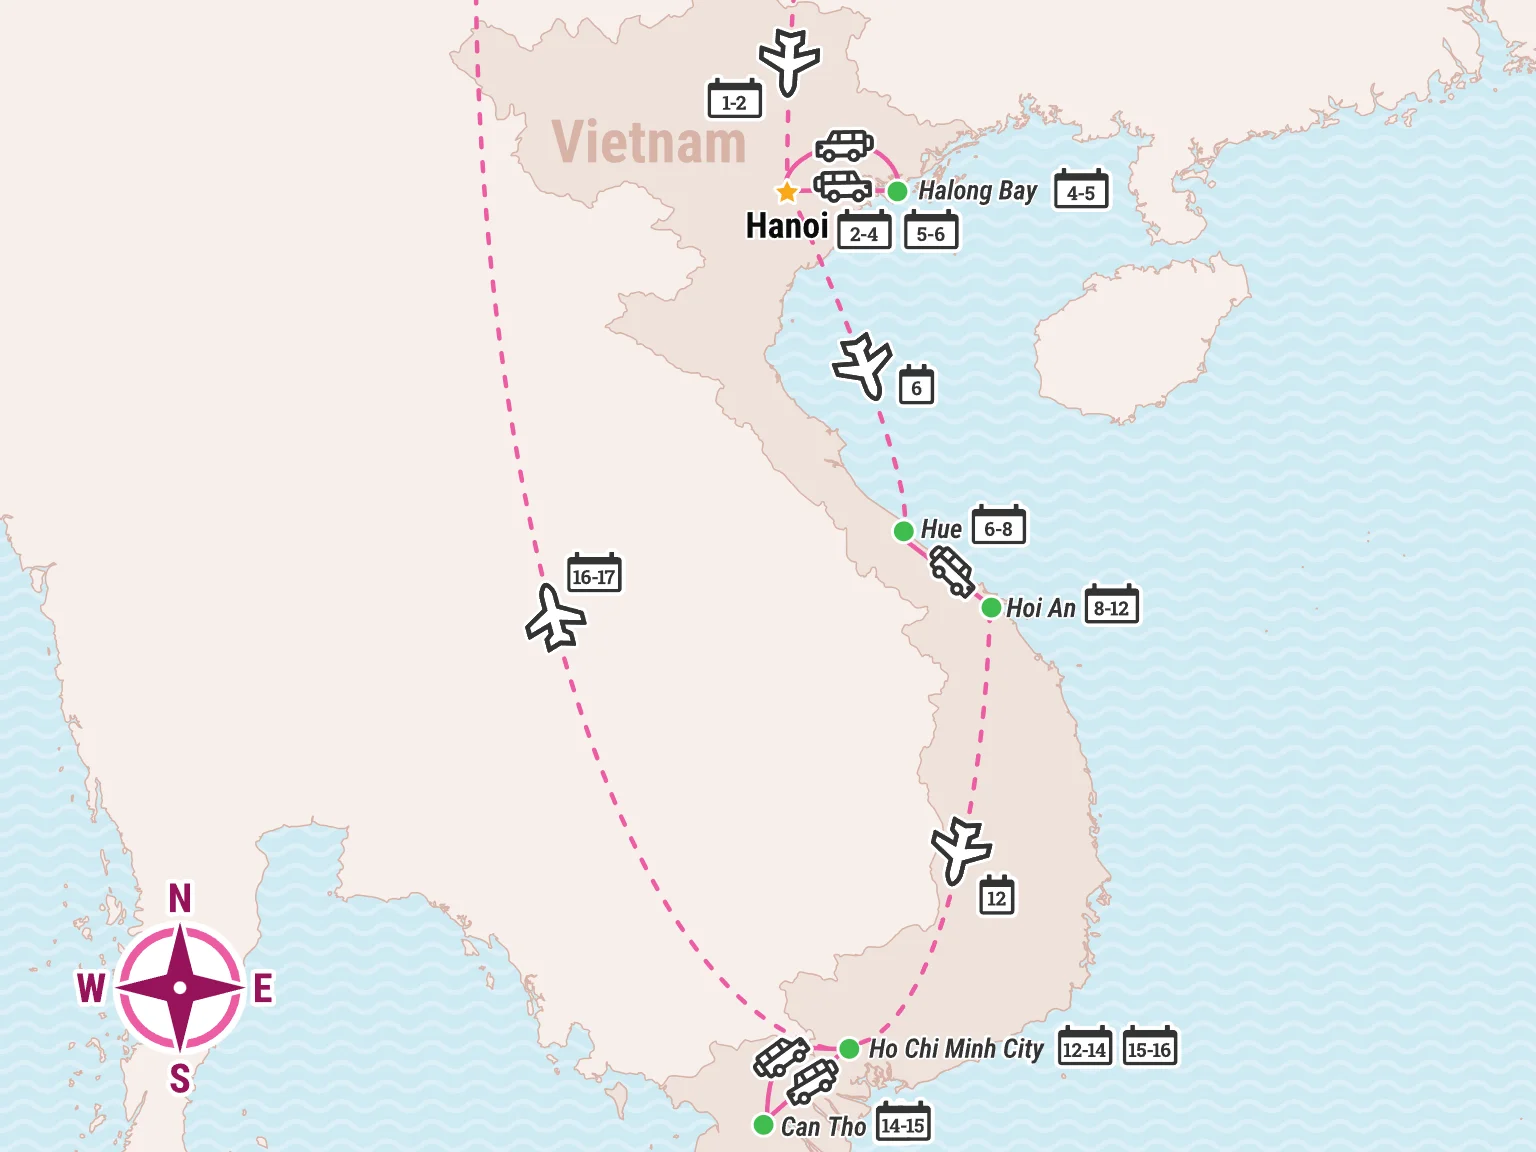 1-2
Vietnam
Halong Bay 4-5
Hanoi 2-4 5-6
6
Hue 6-8
16-17
Hoi An 8-12
12
N
W E
S
Ho Chi Minh City 12-14 15-16
Can Tho 14-15